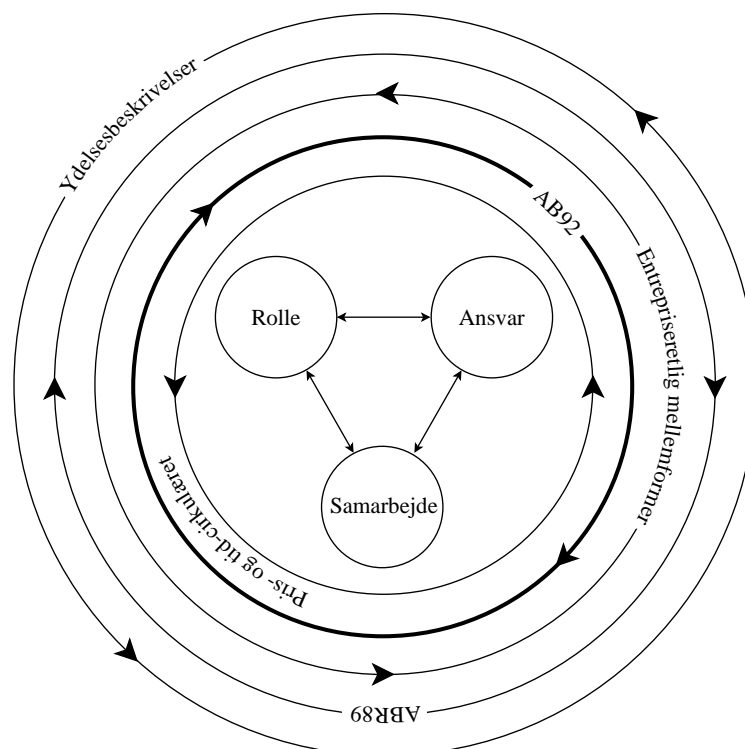 Ydelsesbeskrivelser
AB92
Entrepriseretlig mellemformer
Rolle
Ansvar
Samarbejde
Pris- og tid-cirkulæret
ABR89